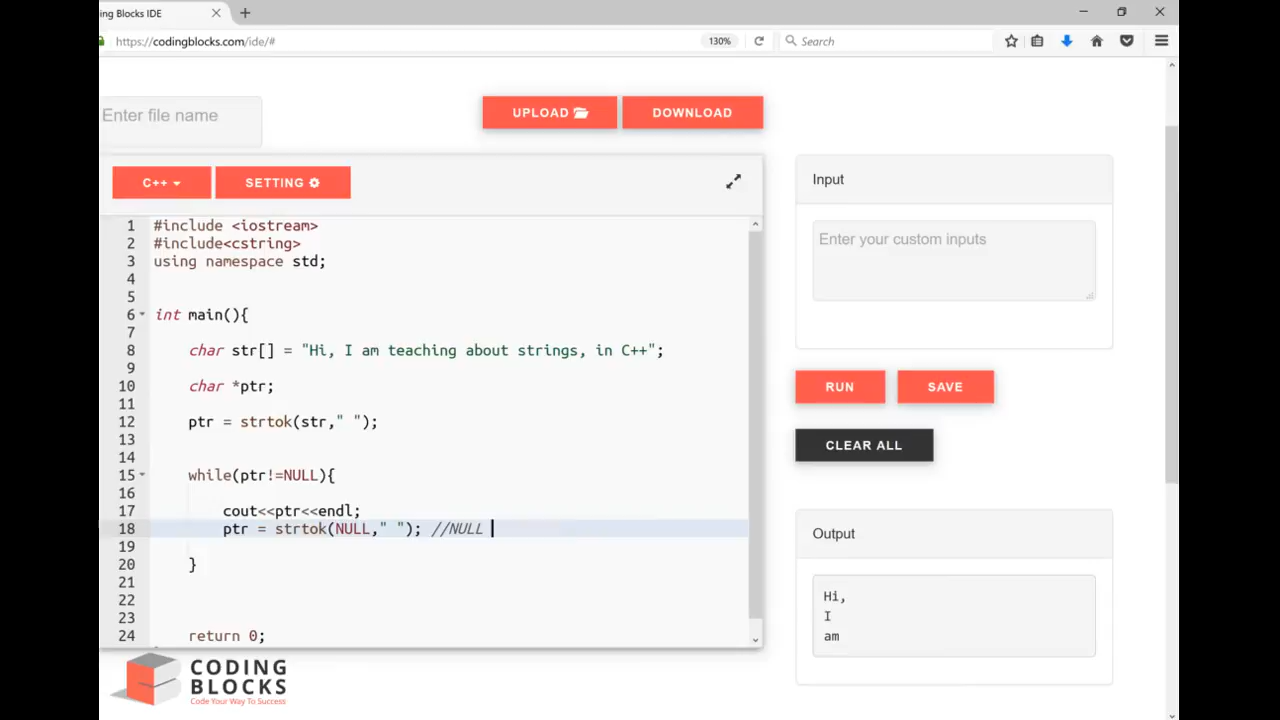 ng Blocks IDE
https://codingblocks.com/ide/#
130%
Search
Enter file name
UPLOAD
DOWNLOAD
C++
SETTING
1 #include <iostream>
2 #include<cstring>
3 using namespace std;
4
5
6 int main(){
7
8 char str[] = "Hi, I am teaching about strings, in C++";
9
10 char *ptr;
11
12 ptr = strtok(str," ");
13
14
15 while(ptr!=NULL){
16
17 cout<<ptr<<endl;
18 ptr = strtok(NULL," "); //NULL
19
20 }
21
22
23
24 return 0;
Input
Enter your custom inputs
RUN
SAVE
CLEAR ALL
Output
Hi,
I
am
CODING
BLOCKS
Code Your Way To Success